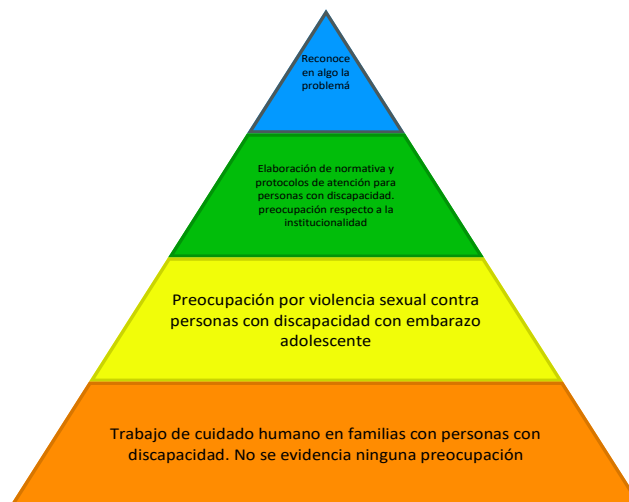 Reconoce
en algo la
problemá
Elaboración de normativa y
protocolos de atención para
personas con discapacidad.
preocupación respecto a la
institucionalidad
Preocupación por violencia sexual contra
personas con discapacidad con embarazo
adolescente
Trabajo de cuidado humano en familias con personas con
discapacidad. No se evidencia ninguna preocupación